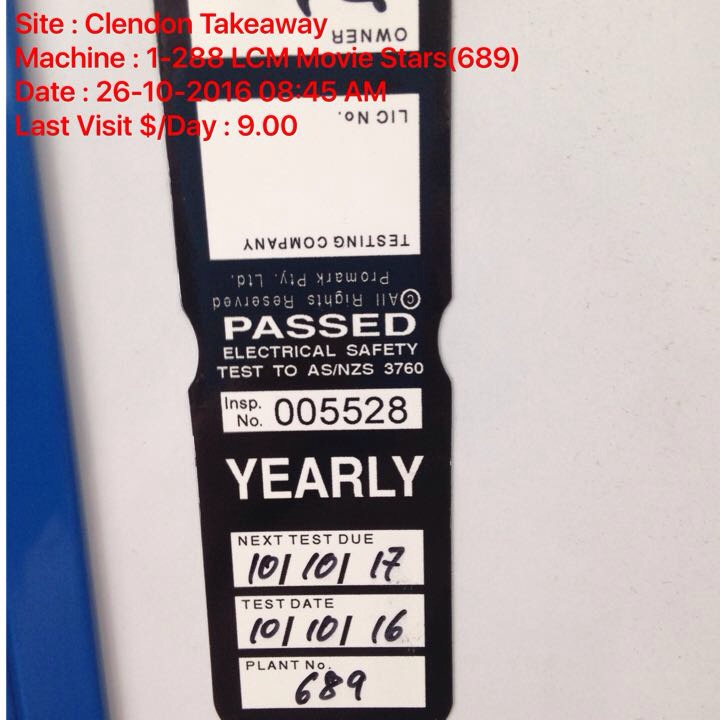 Site : Clendon Takeaway
Machine : 1-288 LCM Movie Stars(689)
Date : 26-10-2016 08:45 AM
Last Visit $/Day : 9.00
OWNER
LIC No.
TESTING COMPANY
Promark Pty. Ltd.
©All Rights Reserved
PASSED
ELECTRICAL SAFETY
TEST TO AS/NZS 3760
Insp. No. 005528
YEARLY
NEXT TEST DUE
10/10/17
TEST DATE
10/10/16
PLANT No.
689